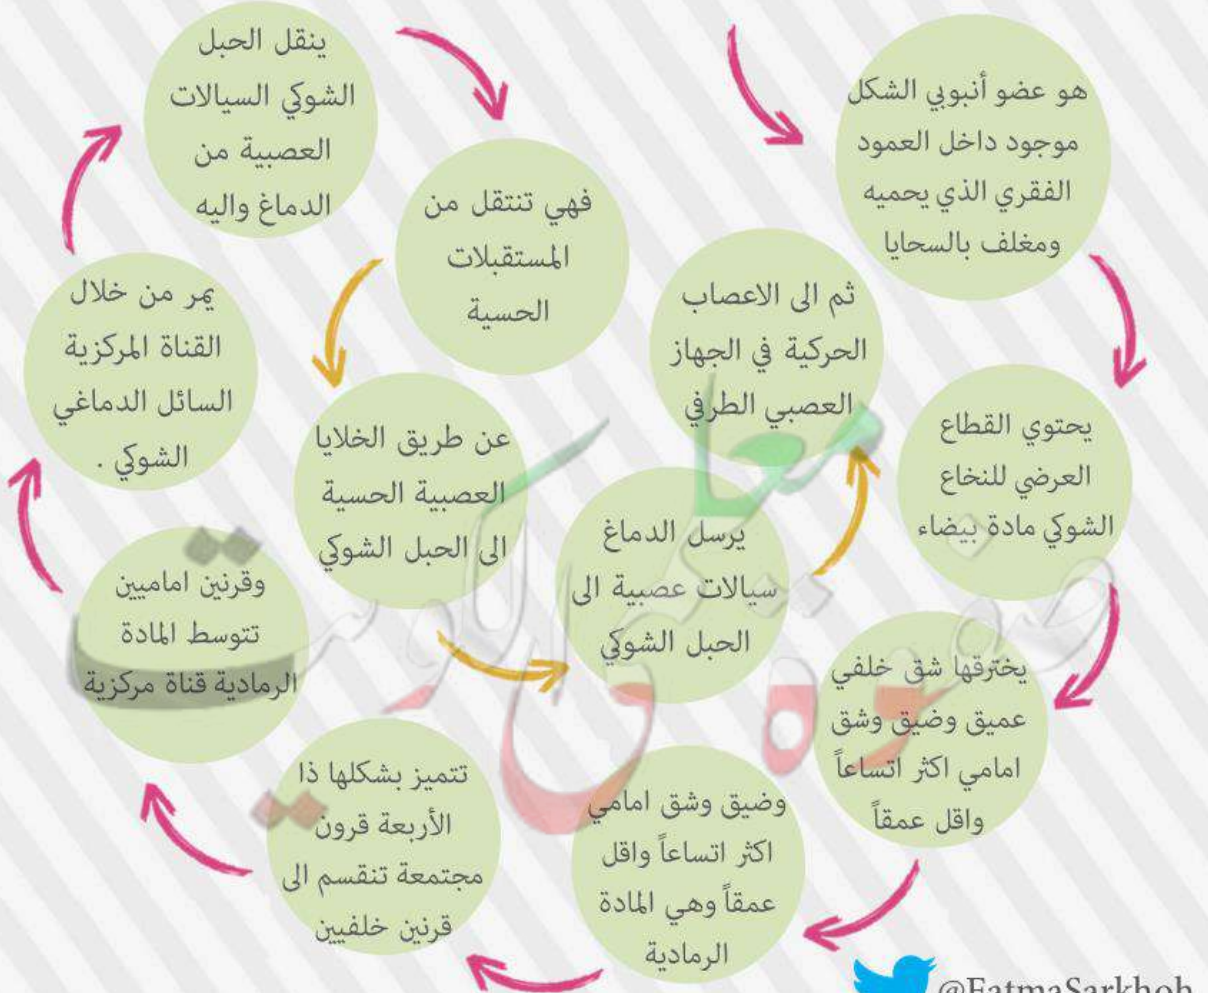 هو عضو أنبوبي الشكل
موجود داخل العمود
الفقري الذي يحميه
ومغلف بالسحايا
يحتوي القطاع
العرضي للنخاع
الشوكي مادة بيضاء
يخترقها شق خلفي
عميق وضيق وشق
امامي اكثر اتساعاً
واقل عمقاً
وضيق وشق امامي
اكثر اتساعاً واقل
عمقاً وهي المادة
الرمادية
تتميز بشكلها ذا
الأربعة قرون
مجتمعة تنقسم الى
قرنين خلفيين
وقرنين اماميين
تتوسط المادة
الرمادية قناة مركزية
يمر من خلال
القناة المركزية
السائل الدماغي
الشوكي .
ينقل الحبل
الشوكي السيالات
العصبية من
الدماغ واليه
فهي تنتقل من
المستقبلات
الحسية
عن طريق الخلايا
العصبية الحسية
الى الحبل الشوكي
يرسل الدماغ
سيالات عصبية الى
الحبل الشوكي
ثم الى الاعصاب
الحركية في الجهاز
العصبي الطرفي
صفوة معلمي الكويت
@FatmaSarkhoh